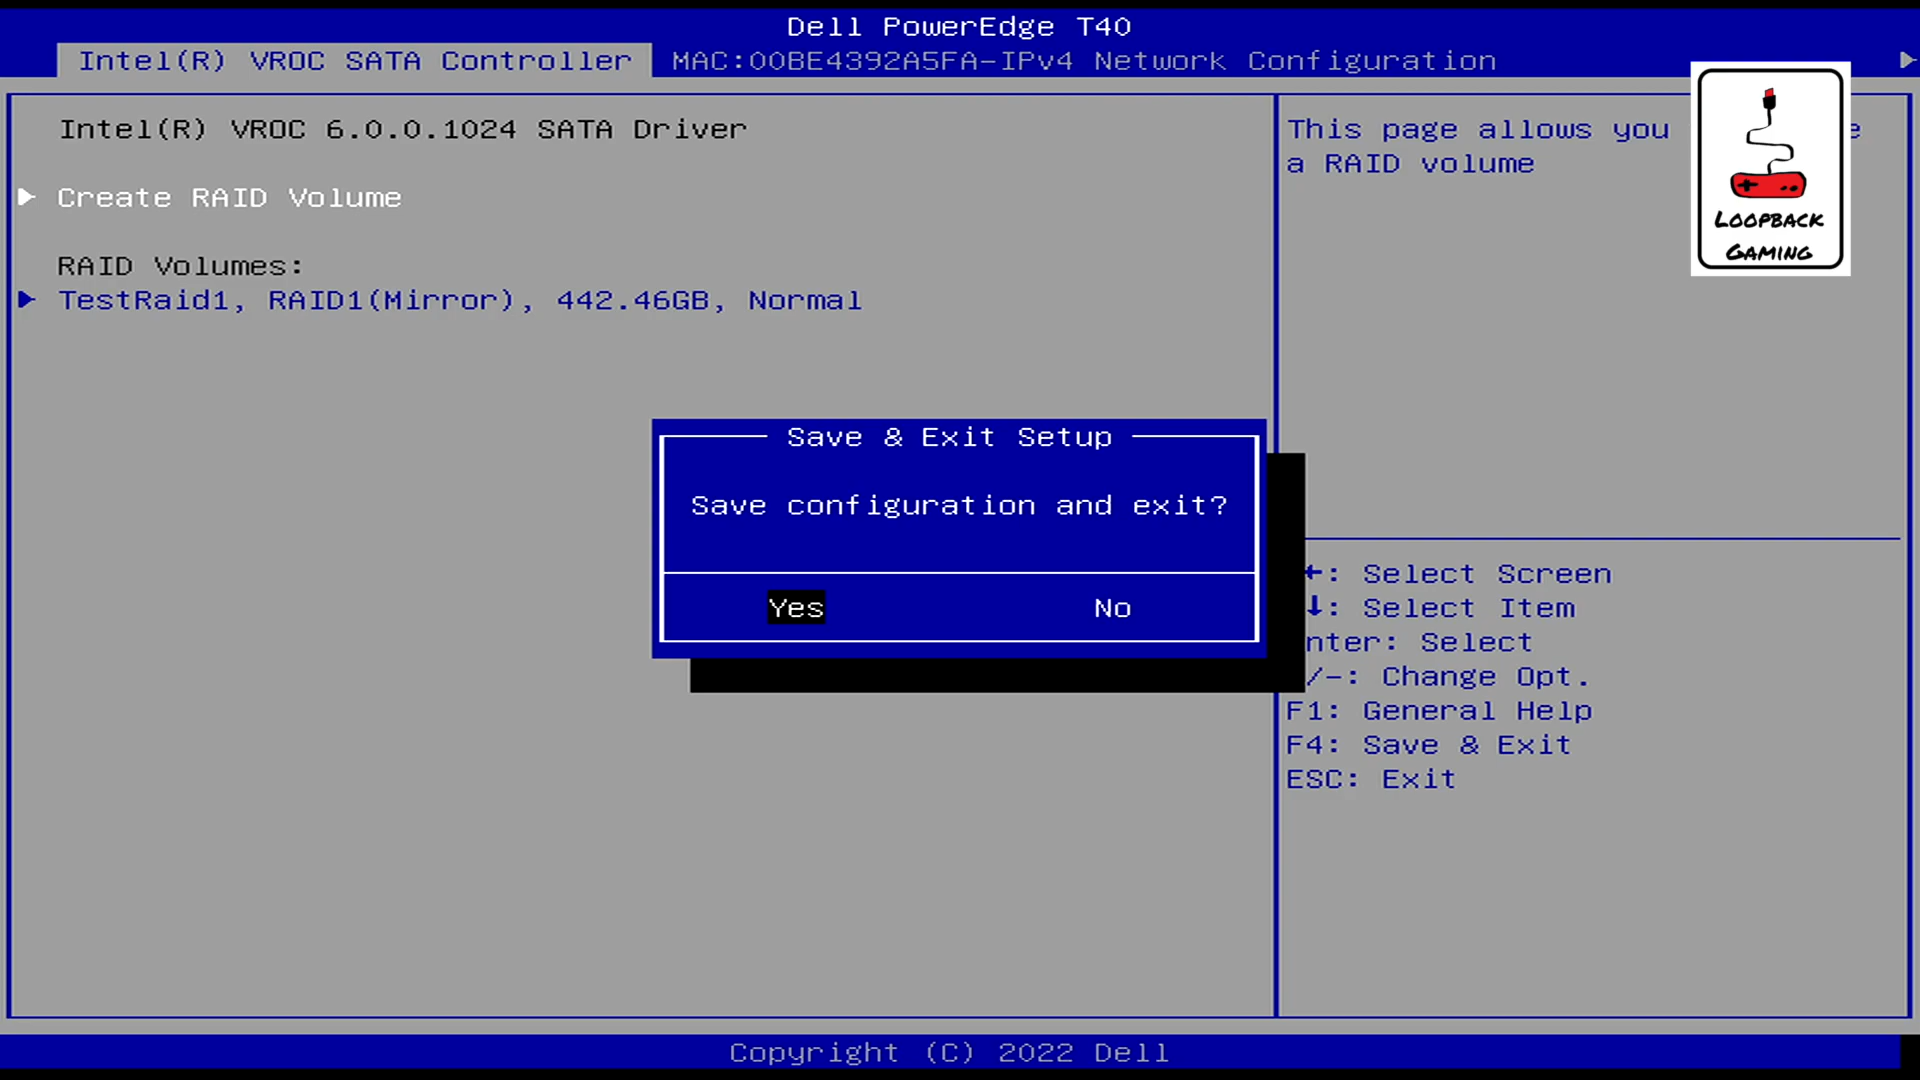 Dell PowerEdge T40
Intel(R) VROC SATA Controller MAC:00BE4392A5FA-IPv4 Network Configuration
Intel(R) VROC 6.0.0.1024 SATA Driver
Create RAID Volume
RAID Volumes:
TestRaid1, RAID1(Mirror), 442.46GB, Normal
This page allows you
a RAID volume
LOOPBACK
GAMING
Save & Exit Setup
Save configuration and exit?
Yes No
←: Select Screen
↓: Select Item
nter: Select
/-: Change Opt.
F1: General Help
F4: Save & Exit
ESC: Exit
Copyright (C) 2022 Dell